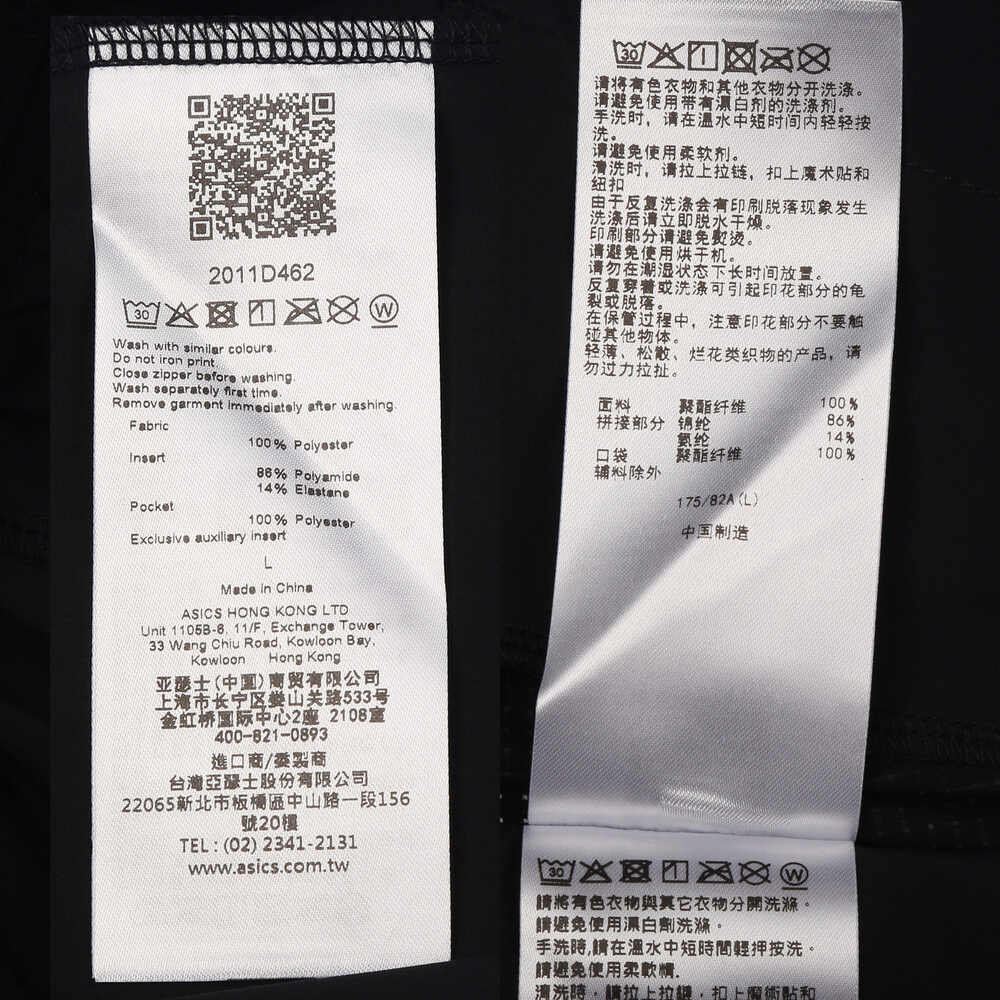 2011D462
30
W
Wash with similar colours.
Do not iron print.
Close zipper before washing.
Wash separately first time.
Remove garment immediately after washing.
Fabric
100% Polyester
Insert
86% Polyamide
14% Elastane
Pocket
100% Polyester
Exclusive auxiliary insert
L
Made in China
ASICS HONG KONG LTD
Unit 1105B-6, 11/F, Exchange Tower,
33 Wang Chiu Road, Kowloon Bay,
Kowloon Hong Kong
亚瑟士(中国)商贸有限公司
上海市长宁区娄山关路533号
金虹桥国际中心2座 2108室
400-821-0893
進口商/委製商
台灣亞瑟士股份有限公司
22065新北市板橋區中山路一段156
號20樓
TEL : (02) 2341-2131
www.asics.com.tw
30
请将有色衣物和其他衣物分开洗涤。
请避免使用带有漂白剂的洗涤剂。
手洗时，请在温水中短时间内轻轻按
洗。
请避免使用柔软剂。
清洗时，请拉上拉链，扣上魔术贴和
纽扣
由于反复洗涤会有印刷脱落现象发生
洗涤后请立即脱水干燥。
印刷部分请避免熨烫。
请避免使用烘干机。
请勿在潮湿状态下长时间放置。
反复穿着或洗涤可引起印花部分的龟
裂或脱落。
在保管过程中，注意印花部分不要触
碰其他物体。
轻薄、松散、烂花类织物的产品，请
勿过力拉扯。
面料 聚酯纤维 100%
拼接部分 锦纶 86%
氨纶 14%
口袋 聚酯纤维 100%
辅料除外
175/82A(L)
中国制造
30
W
請將有色衣物與其它衣物分開洗滌。
請避免使用漂白劑洗滌。
手洗時,請在溫水中短時間輕押按洗。
請避免使用柔軟精.
清洗時，請拉上拉鏈，扣上魔術點和